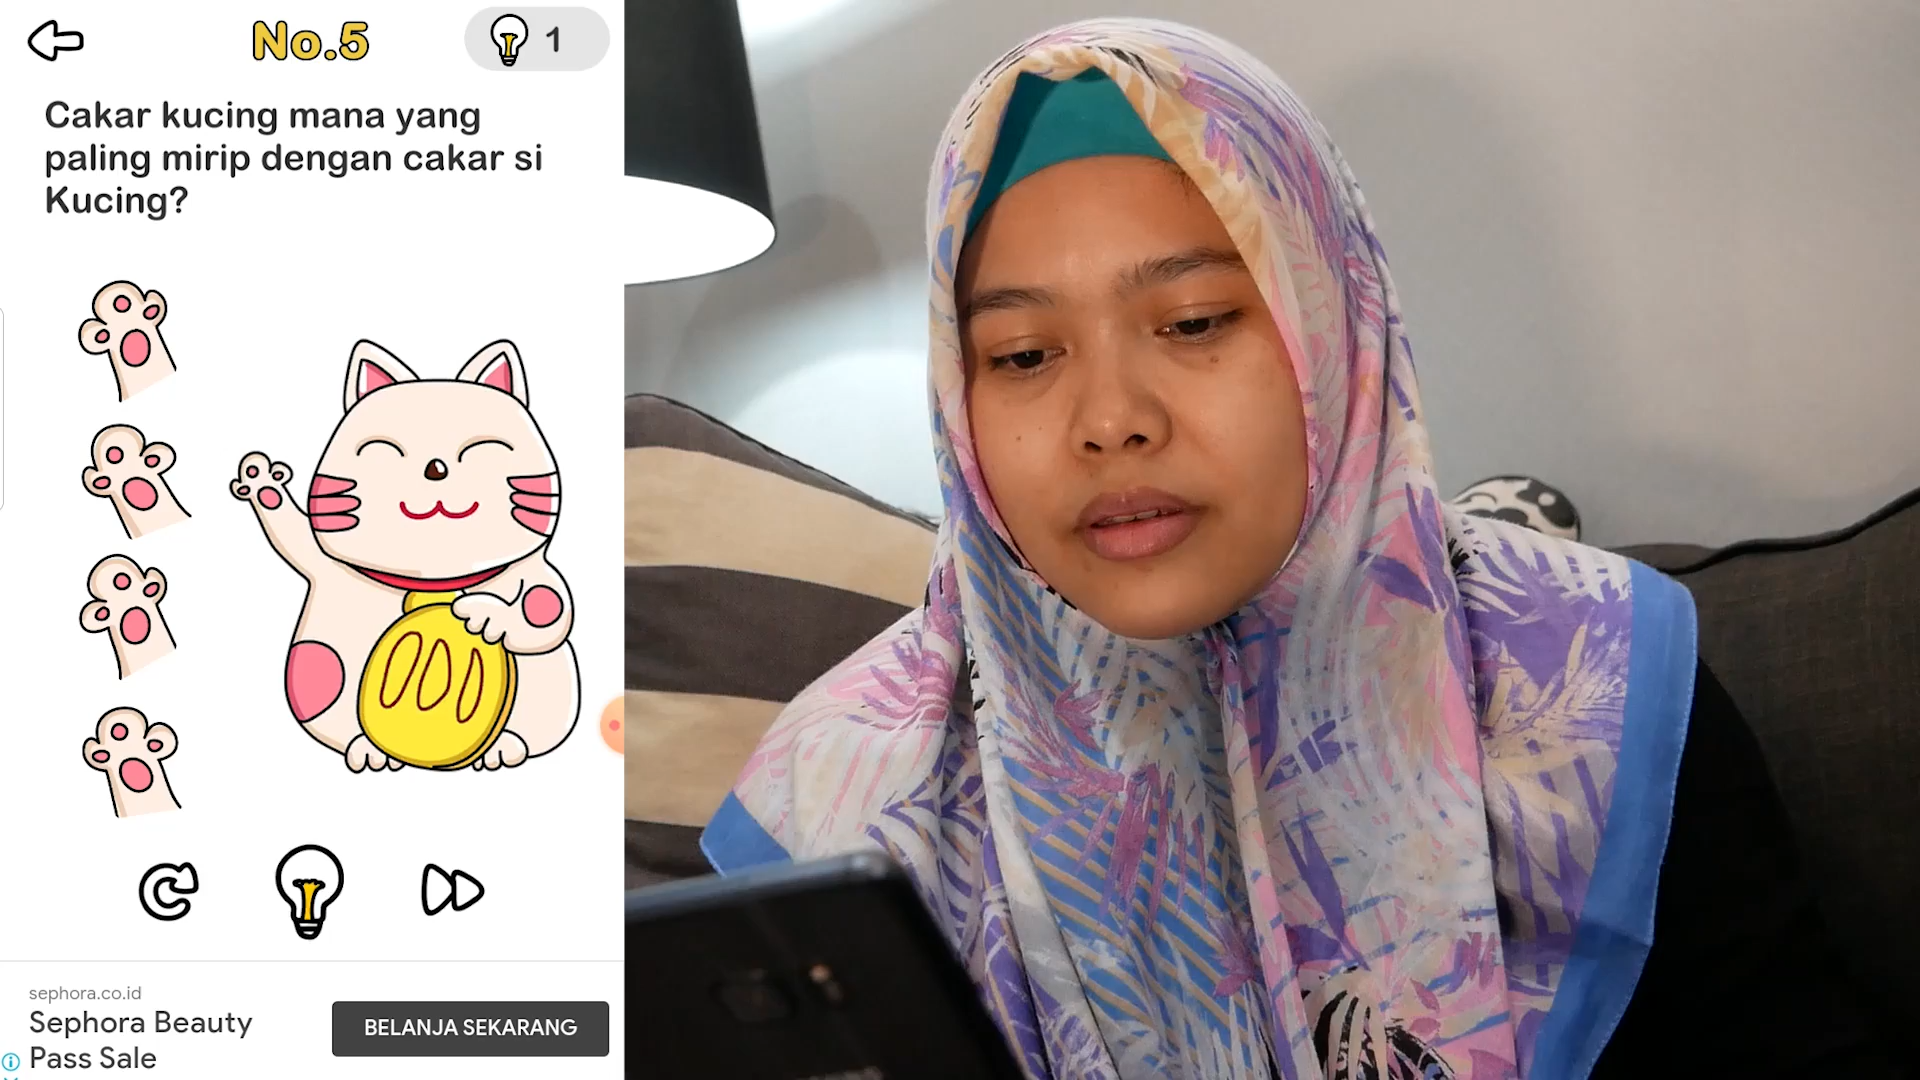 No.5
1
Cakar kucing mana yang
paling mirip dengan cakar si
Kucing?
sephora.co.id
Sephora Beauty
Pass Sale
BELANJA SEKARANG